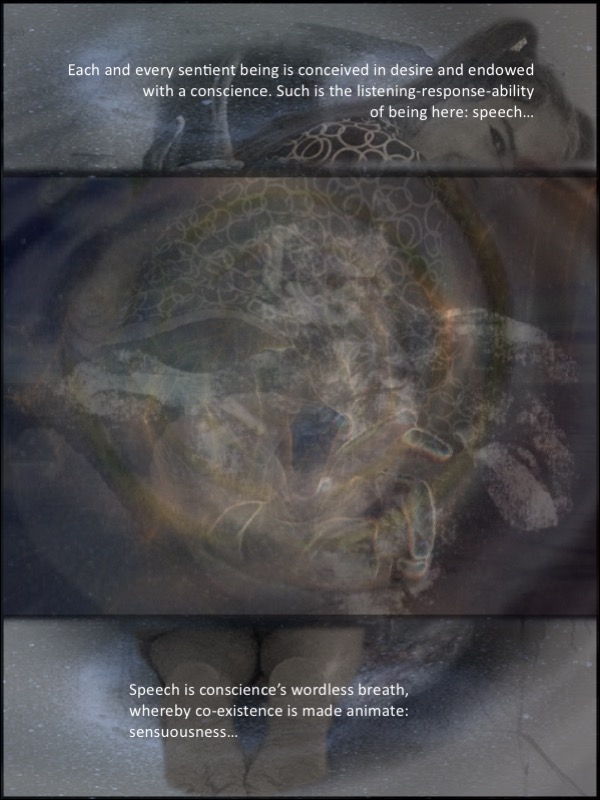 Each and every sentient being is conceived in desire and endowed
with a conscience. Such is the listening-response-ability
of being here: speech…
Speech is conscience’s wordless breath,
whereby co-existence is made animate:
sensuousness…